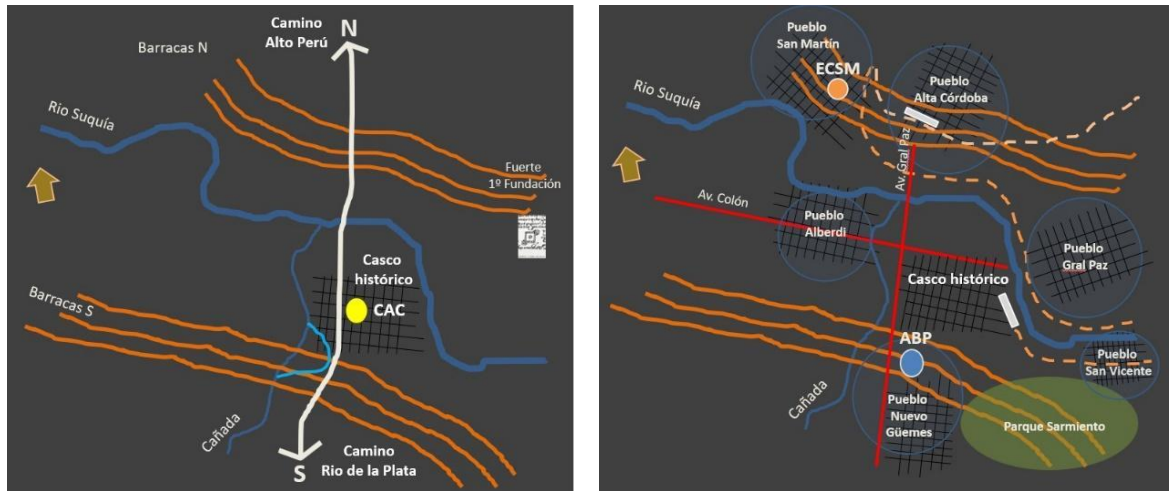 Camino
Alto Perú
N
Barracas N
Rio Suquía
Fuerte
1º Fundación
Casco
histórico
CAC
Barracas S
Cañada
S
Camino
Rio de la Plata
Pueblo
San Martín
ECSM
Pueblo
Alta Córdoba
Rio Suquía
Av. Gral Paz
Av. Colón
Pueblo
Alberdi
Pueblo
Gral Paz
Casco histórico
ABP
Pueblo
San Vicente
Cañada
Pueblo
Nuevo
Güemes
Parque Sarmiento